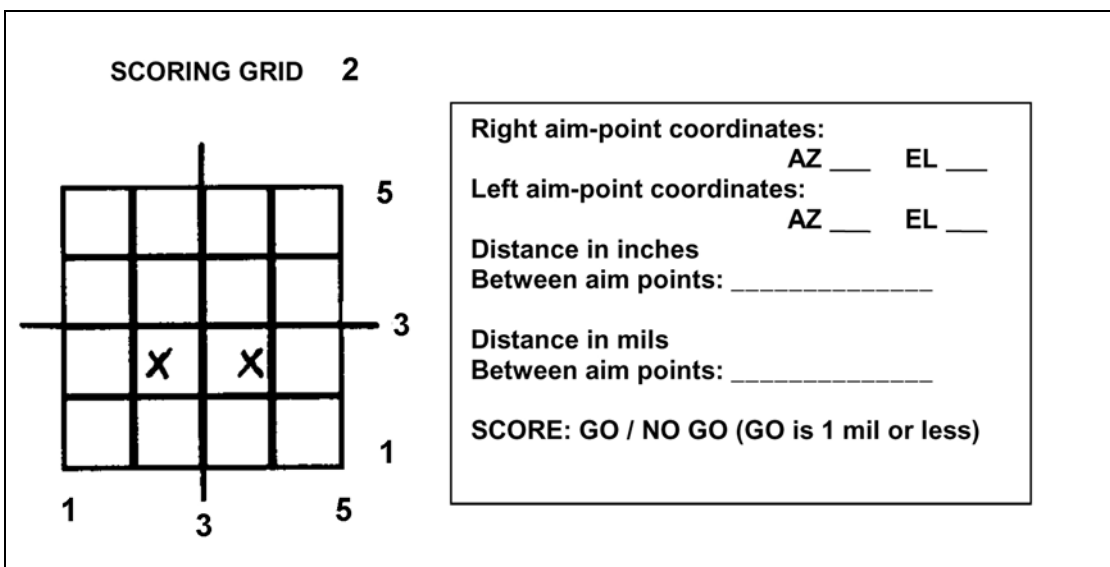 SCORING GRID 2
5
3
X X
1
1 3 5
Right aim-point coordinates:
AZ ___ EL ___
Left aim-point coordinates:
AZ ___ EL ___
Distance in inches
Between aim points: ______________
Distance in mils
Between aim points: ______________
SCORE: GO / NO GO (GO is 1 mil or less)